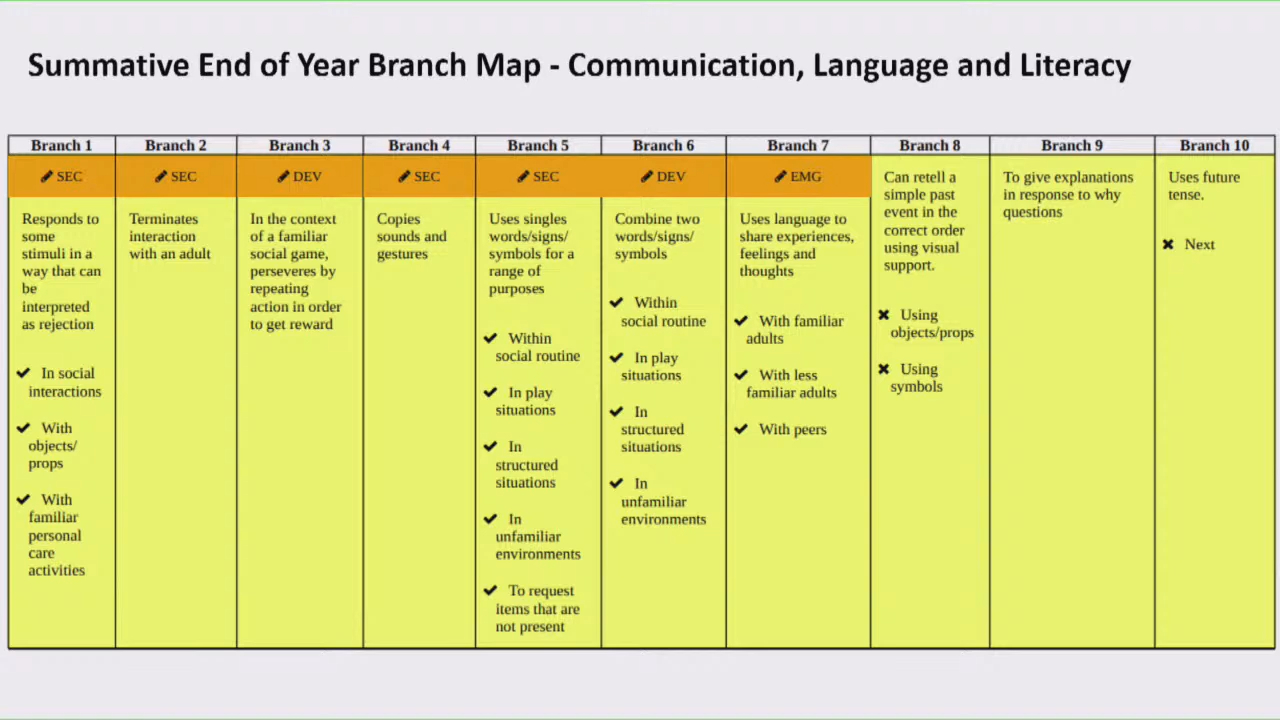 Summative End of Year Branch Map - Communication, Language and Literacy
Branch 1
SEC
Responds to
some
stimuli in a
way that can
be
interpreted
as rejection
✔ In social
interactions
✔ With
objects/
props
✔ With
familiar
personal
care
activities
Branch 2
SEC
Terminates
interaction
with an adult
Branch 3
DEV
In the context
of a familiar
social game,
perseveres by
repeating
action in order
to get reward
Branch 4
SEC
Copies
sounds and
gestures
Branch 5
SEC
Uses singles
words/signs/
symbols for a
range of
purposes
✔ Within
social routine
✔ In play
situations
✔ In
structured
situations
✔ In
unfamiliar
environments
✔ To request
items that are
not present
Branch 6
DEV
Combine two
words/signs/
symbols
✔ Within
social routine
✔ In play
situations
✔ In
structured
situations
✔ In
unfamiliar
environments
Branch 7
EMG
Uses language to
share experiences,
feelings and
thoughts
✔ With familiar
adults
✔ With less
familiar adults
✔ With peers
Branch 8
Can retell a
simple past
event in the
correct order
using visual
support.
✖ Using
objects/props
✖ Using
symbols
Branch 9
To give explanations
in response to why
questions
Branch 10
Uses future
tense.
✖ Next